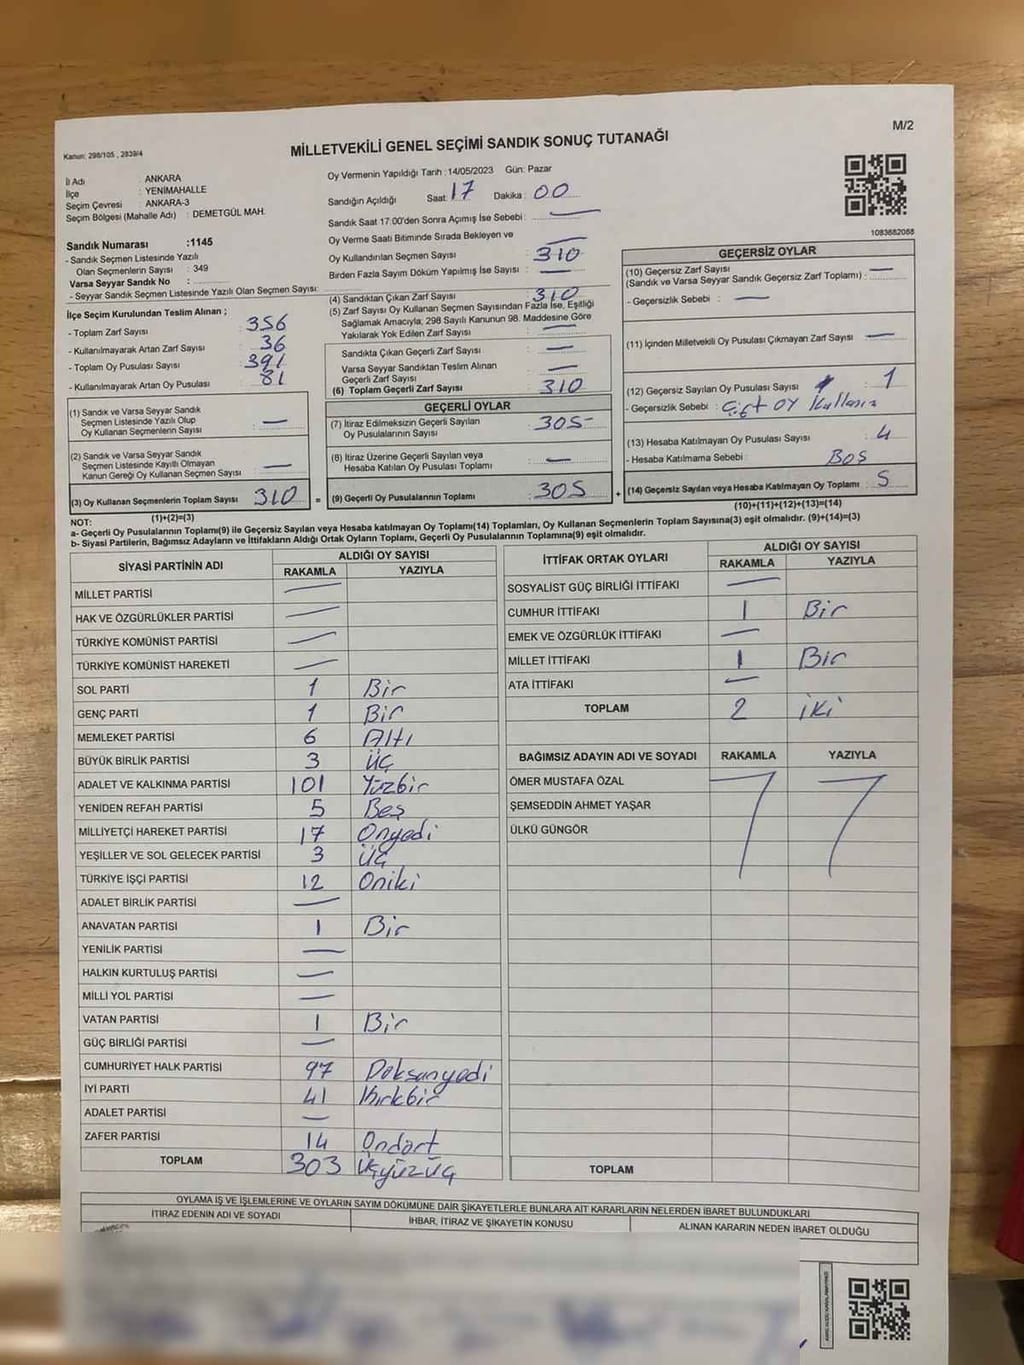 M/2
Kanun: 298/105 , 2839/4
MİLLETVEKİLİ GENEL SEÇİMİ SANDIK SONUÇ TUTANAĞI
İl Adı : ANKARA
İlçe : YENİMAHALLE
Seçim Çevresi : ANKARA-3
Seçim Bölgesi (Mahalle Adı) : DEMETGÜL MAH.
Oy Vermenin Yapıldığı Tarih : 14/05/2023 Gün: Pazar
Sandığın Açıldığı Saat: 17 Dakika: 00
Sandık Saat 17:00'den Sonra Açımış İse Sebebi : —
Oy Verme Saati Bitiminde Sırada Bekleyen ve —
Oy Kullandırılan Seçmen Sayısı : 310
Birden Fazla Sayım Döküm Yapılmış İse Sayısı : —
1083682088
Sandık Numarası :1145
- Sandık Seçmen Listesinde Yazılı
Olan Seçmenlerin Sayısı : 349
Varsa Seyyar Sandık No :
- Seyyar Sandık Seçmen Listesinde Yazılı Olan Seçmen Sayısı:
İlçe Seçim Kurulundan Teslim Alınan ;
- Toplam Zarf Sayısı : 356
- Kullanılmayarak Artan Zarf Sayısı : 36
- Toplam Oy Pusulası Sayısı : 391
- Kullanılmayarak Artan Oy Pusulası : 81
(1) Sandık ve Varsa Seyyar Sandık
Seçmen Listesinde Yazılı Olup
Oy Kullanan Seçmenlerin Sayısı : —
(2) Sandık ve Varsa Seyyar Sandık
Seçmen Listesinde Kayıtlı Olmayan
Kanun Gereği Oy Kullanan Seçmen Sayısı : —
(3) Oy Kullanan Seçmenlerin Toplam Sayısı : 310
(1)+(2)=(3)
(4) Sandıktan Çıkan Zarf Sayısı : 310
(5) Zarf Sayısı Oy Kullanan Seçmen Sayısından Fazla İse, Eşitliği
Sağlamak Amacıyla, 298 Sayılı Kanunun 98. Maddesine Göre
Yakılarak Yok Edilen Zarf Sayısı : —
Sandıkta Çıkan Geçerli Zarf Sayısı : —
Varsa Seyyar Sandıktan Teslim Alınan
Geçerli Zarf Sayısı : —
(6) Toplam Geçerli Zarf Sayısı : 310
GEÇERLİ OYLAR
(7) İtiraz Edilmeksizin Geçerli Sayılan
Oy Pusulalarının Sayısı : 305
(8) İtiraz Üzerine Geçerli Sayılan veya
Hesaba Katılan Oy Pusulası Toplamı : —
= (9) Geçerli Oy Pusulalarının Toplamı : 305
GEÇERSİZ OYLAR
(10) Geçersiz Zarf Sayısı
(Sandık ve Varsa Seyyar Sandık Geçersiz Zarf Toplamı) : —
- Geçersizlik Sebebi : —
(11) İçinden Milletvekili Oy Pusulası Çıkmayan Zarf Sayısı : —
(12) Geçersiz Sayılan Oy Pusulası Sayısı : 1
- Geçersizlik Sebebi : Çift oy
(13) Hesaba Katılmayan Oy Pusulası Sayısı : 4
- Hesaba Katılmama Sebebi : BOŞ
+ (14) Geçersiz Sayılan veya Hesaba Katılmayan Oy Toplamı : 5
(10)+(11)+(12)+(13)=(14)
NOT:
a- Geçerli Oy Pusulalarının Toplamı(9) ile Geçersiz Sayılan veya Hesaba katılmayan Oy Toplamı(14) Toplamları, Oy Kullanan Seçmenlerin Toplam Sayısına(3) eşit olmalıdır. (9)+(14)=(3)
b- Siyasi Partilerin, Bağımsız Adayların ve İttifakların Aldığı Ortak Oyların Toplamı, Geçerli Oy Pusulalarının Toplamına(9) eşit olmalıdır.
SİYASİ PARTİNİN ADI ALDIĞI OY SAYISI
RAKAMLA YAZIYLA
MİLLET PARTİSİ —
HAK VE ÖZGÜRLÜKLER PARTİSİ —
TÜRKİYE KOMÜNİST PARTİSİ —
TÜRKİYE KOMÜNİST HAREKETİ —
SOL PARTİ 1 Bir
GENÇ PARTİ 1 Bir
MEMLEKET PARTİSİ 6 Altı
BÜYÜK BİRLİK PARTİSİ 3 Üç
ADALET VE KALKINMA PARTİSİ 101 Yüzbir
YENİDEN REFAH PARTİSİ 5 Beş
MİLLİYETÇİ HAREKET PARTİSİ 17 Onyedi
YEŞİLLER VE SOL GELECEK PARTİSİ 3 Üç
TÜRKİYE İŞÇİ PARTİSİ 12 Oniki
ADALET BİRLİK PARTİSİ —
ANAVATAN PARTİSİ 1 Bir
YENİLİK PARTİSİ —
HALKIN KURTULUŞ PARTİSİ —
MİLLİ YOL PARTİSİ —
VATAN PARTİSİ 1 Bir
GÜÇ BİRLİĞİ PARTİSİ —
CUMHURİYET HALK PARTİSİ 97 Doksanyedi
İYİ PARTİ 41 Kırkbir
ADALET PARTİSİ —
ZAFER PARTİSİ 14 Ondört
TOPLAM 303 Üçyüzüç
İTTİFAK ORTAK OYLARI ALDIĞI OY SAYISI
RAKAMLA YAZIYLA
SOSYALİST GÜÇ BİRLİĞİ İTTİFAKI —
CUMHUR İTTİFAKI 1 Bir
EMEK VE ÖZGÜRLÜK İTTİFAKI —
MİLLET İTTİFAKI 1 Bir
ATA İTTİFAKI —
TOPLAM 2 iki
BAĞIMSIZ ADAYIN ADI VE SOYADI RAKAMLA YAZIYLA
ÖMER MUSTAFA ÖZAL
ŞEMSEDDİN AHMET YAŞAR
ÜLKÜ GÜNGÖR
TOPLAM
OYLAMA İŞ VE İŞLEMLERİNE VE OYLARIN SAYIM DÖKÜMÜNE DAİR ŞİKAYETLERLE BUNLARA AİT KARARLARIN NELERDEN İBARET BULUNDUKLARI
İTİRAZ EDENİN ADI VE SOYADI İHBAR, İTİRAZ VE ŞİKAYETİN KONUSU ALINAN KARARIN NEDEN İBARET OLDUĞU